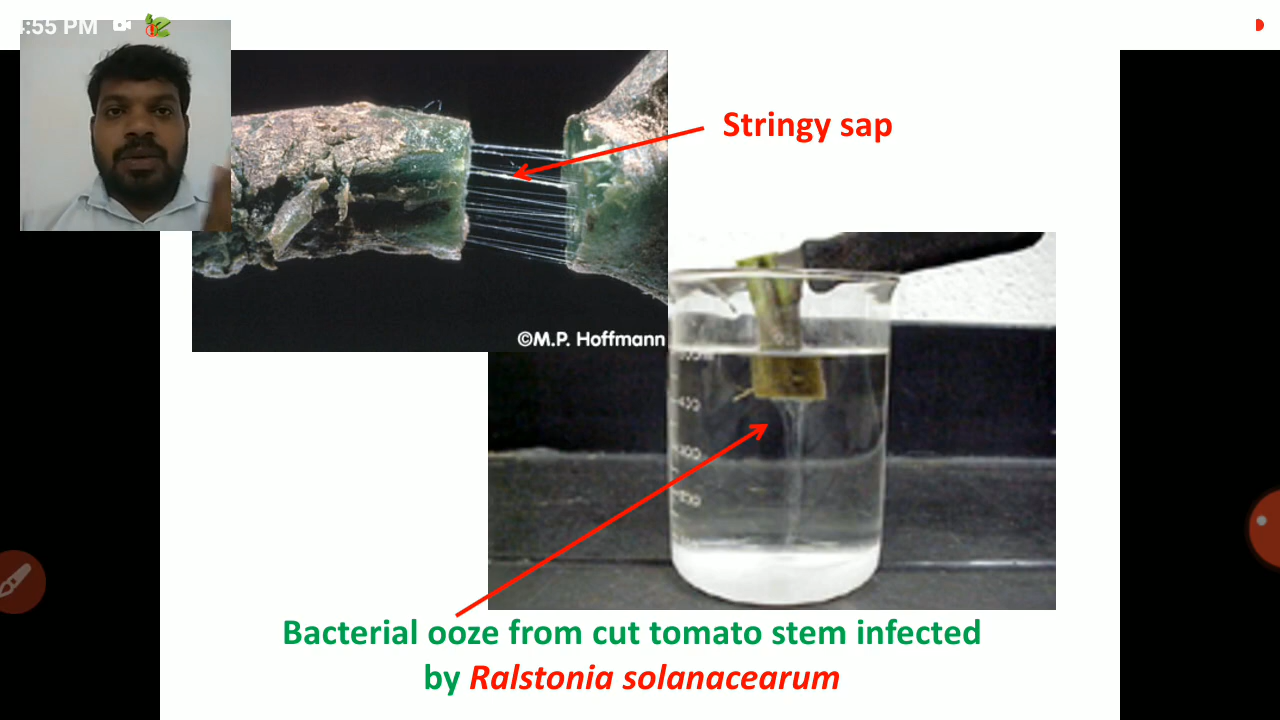 :55 PM
Stringy sap
©M.P. Hoffmann
Bacterial ooze from cut tomato stem infected
by Ralstonia solanacearum